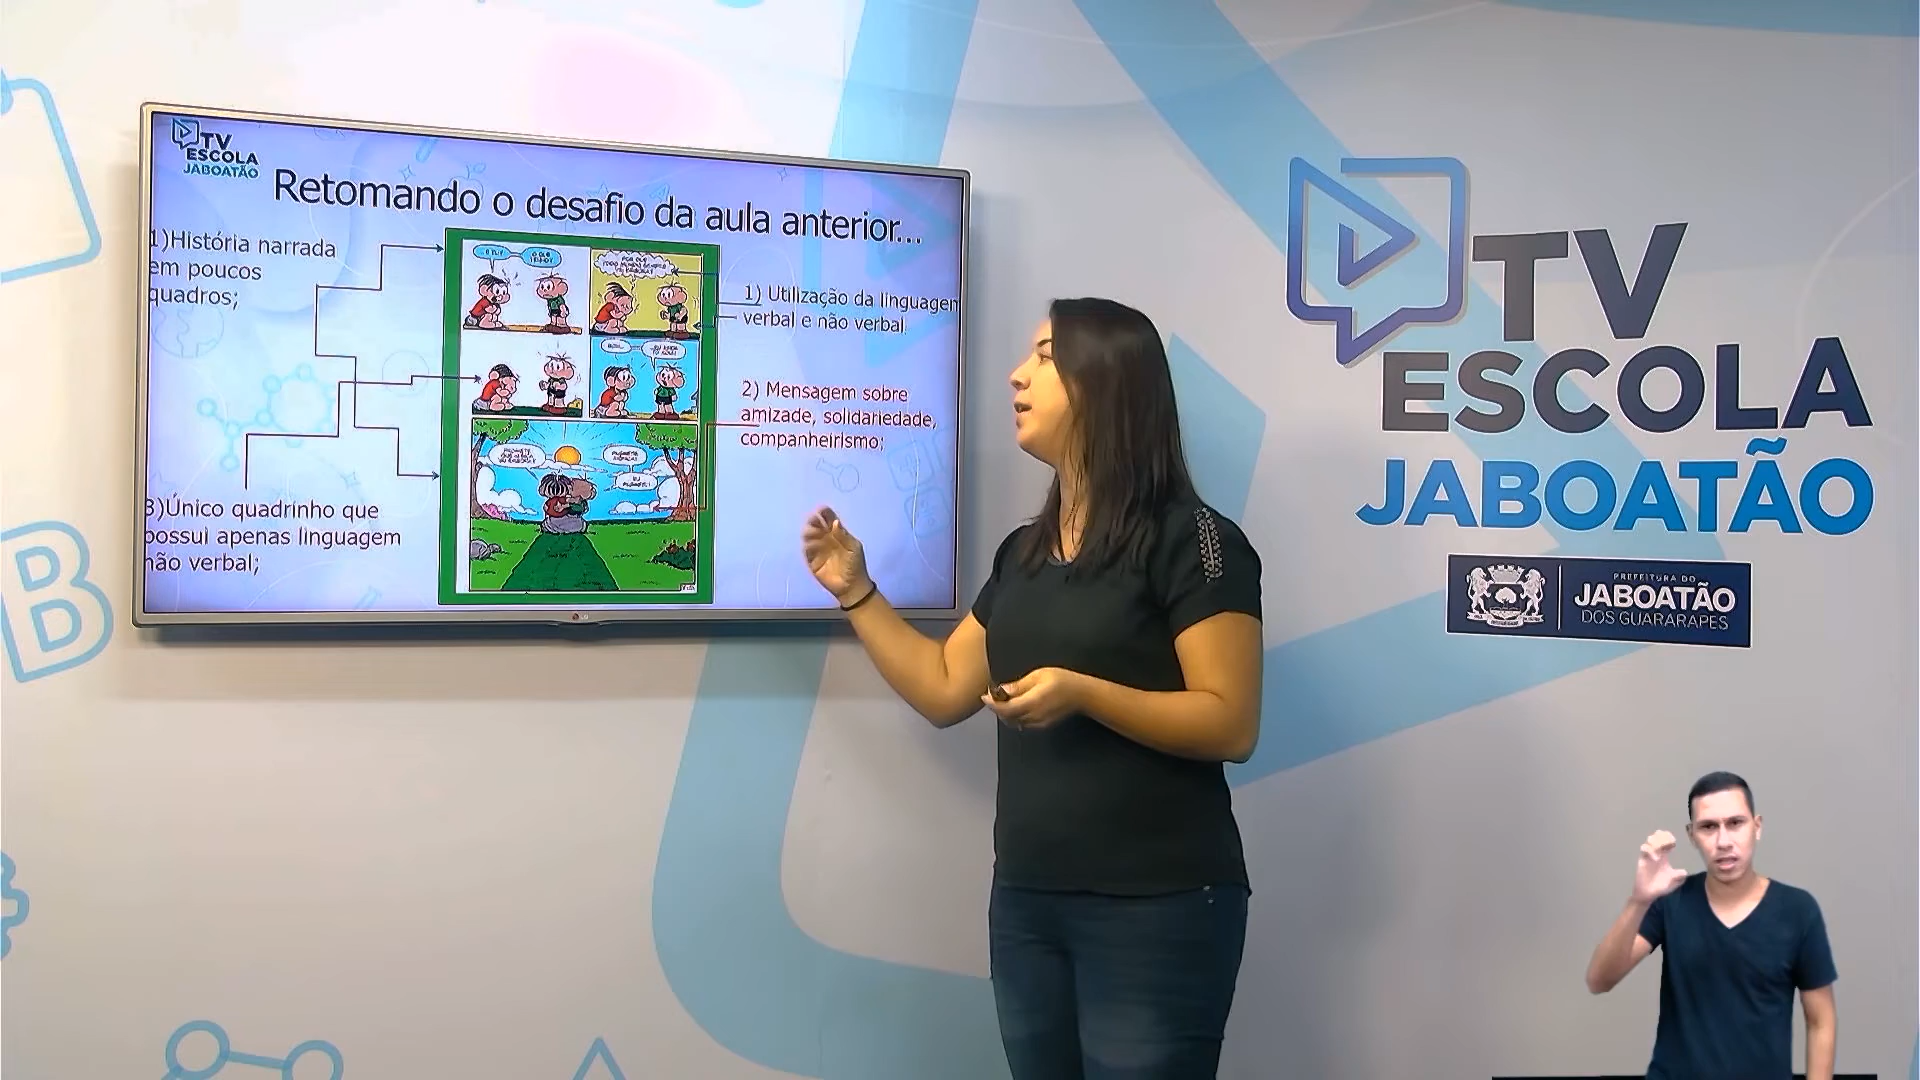 TV
ESCOLA
JABOATÃO
Retomando o desafio da aula anterior...
1)História narrada
em poucos
quadros;
1) Utilização da linguagem
verbal e não verbal.
2) Mensagem sobre
amizade, solidariedade,
companheirismo;
3)Único quadrinho que
possui apenas linguagem
não verbal;
LG
TV
ESCOLA
JABOATÃO
PREFEITURA DO
JABOATÃO
DOS GUARARAPES